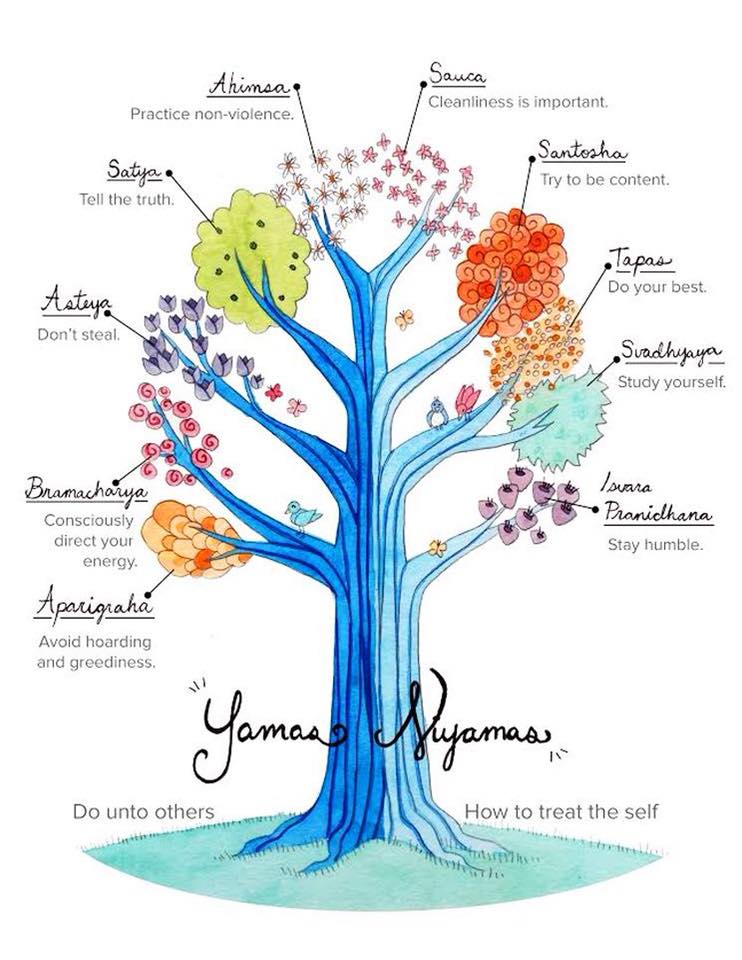 Ahimsa
Practice non-violence.
Sauca
Cleanliness is important.
Satya
Tell the truth.
Santosha
Try to be content.
Asteya
Don't steal.
Tapas
Do your best.
Svadhyaya
Study yourself.
Bramacharya
Consciously
direct your
energy.
Isvara
Pranidhana
Stay humble.
Aparigraha
Avoid hoarding
and greediness.
Yamas Niyamas
Do unto others
How to treat the self